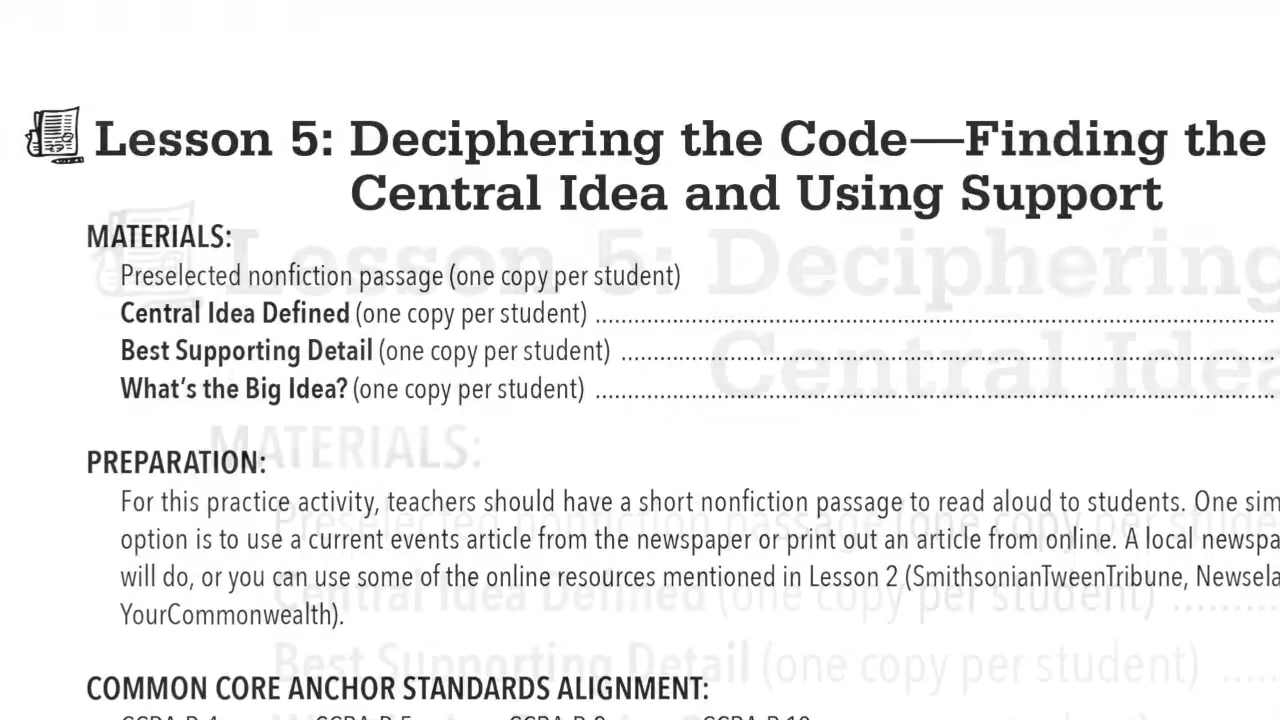 Lesson 5: Deciphering the Code—Finding the
Central Idea and Using Support
MATERIALS:
Preselected nonfiction passage (one copy per student)
Central Idea Defined (one copy per student)
Best Supporting Detail (one copy per student)
What's the Big Idea? (one copy per student)
PREPARATION:
For this practice activity, teachers should have a short nonfiction passage to read aloud to students. One sim
option is to use a current events article from the newspaper or print out an article from online. A local newspa
will do, or you can use some of the online resources mentioned in Lesson 2 (SmithsonianTweenTribune, Newsela
YourCommonwealth).
COMMON CORE ANCHOR STANDARDS ALIGNMENT: